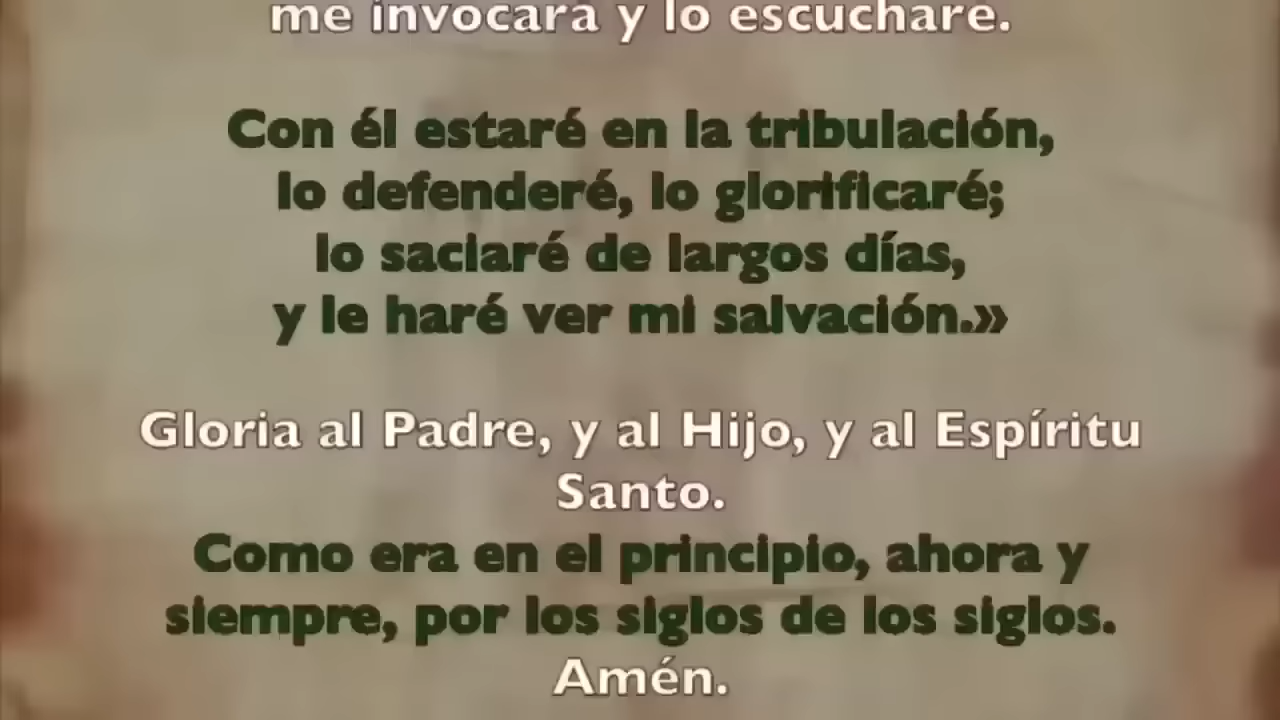 me invocará y lo escucharé.
Con él estaré en la tribulación,
lo defenderé, lo glorificaré;
lo saciaré de largos días,
y le haré ver mi salvación.»
Gloria al Padre, y al Hijo, y al Espíritu
Santo.
Como era en el principio, ahora y
siempre, por los siglos de los siglos.
Amén.